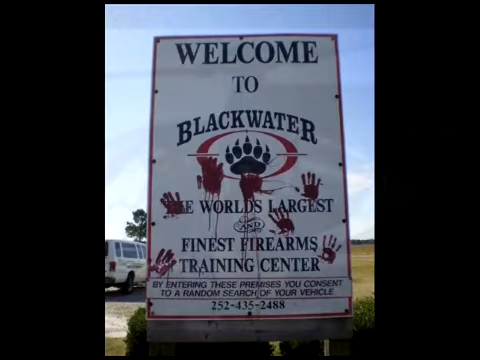 WELCOME
TO
BLACKWATER
THE WORLDS LARGEST
AND
FINEST FIREARMS
TRAINING CENTER
BY ENTERING THESE PREMISES YOU CONSENT
TO A RANDOM SEARCH OF YOUR VEHICLE
252-435-2488